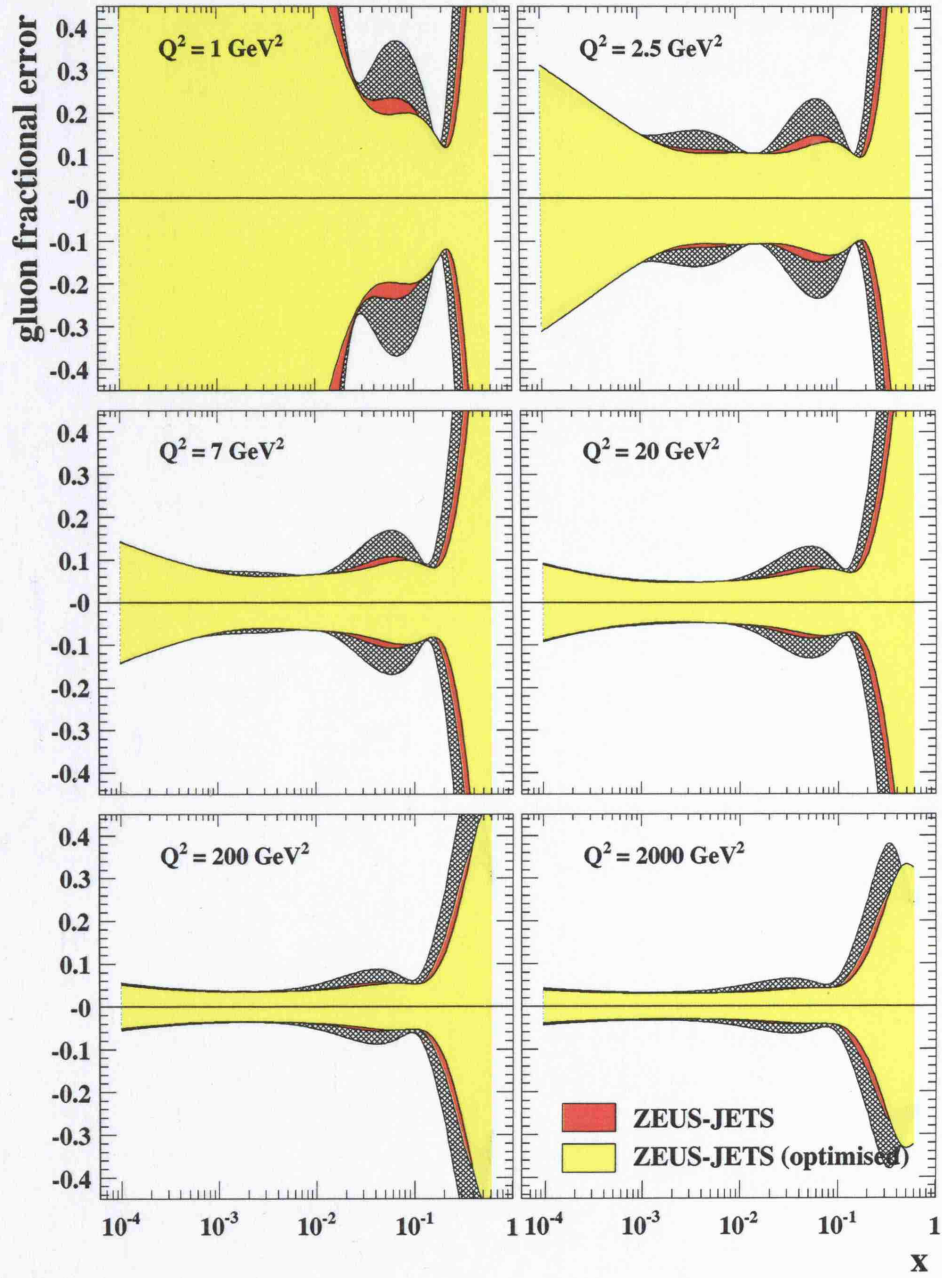 gluon fractional error
Q² = 1 GeV²
Q² = 2.5 GeV²
0.4
0.3
0.2
0.1
-0
-0.1
-0.2
-0.3
-0.4
Q² = 7 GeV²
Q² = 20 GeV²
0.4
0.3
0.2
0.1
-0
-0.1
-0.2
-0.3
-0.4
Q² = 200 GeV²
Q² = 2000 GeV²
0.4
0.3
0.2
0.1
-0
-0.1
-0.2
-0.3
-0.4
ZEUS-JETS
ZEUS-JETS (optimised)
10⁻⁴ 10⁻³ 10⁻² 10⁻¹ 1 10⁻⁴ 10⁻³ 10⁻² 10⁻¹ 1
x